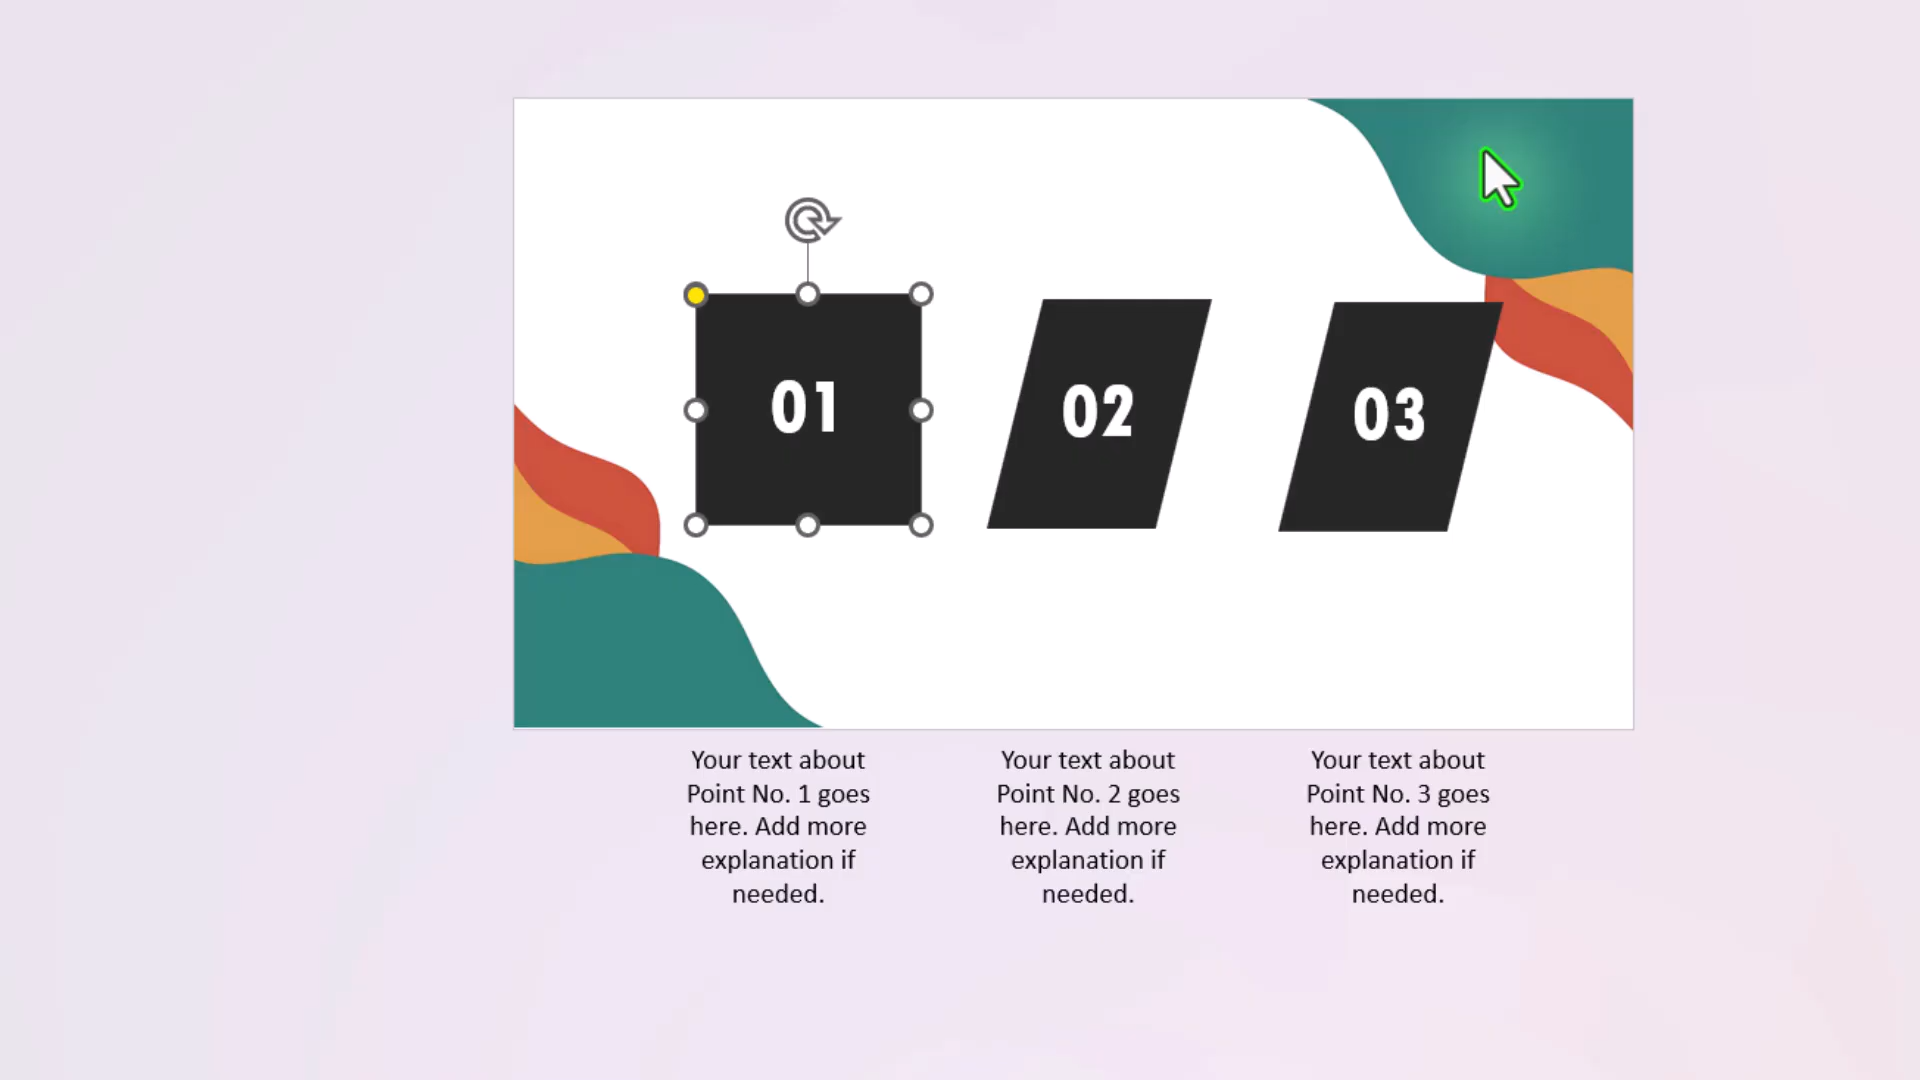 01
02
03
Your text about
Point No. 1 goes
here. Add more
explanation if
needed.
Your text about
Point No. 2 goes
here. Add more
explanation if
needed.
Your text about
Point No. 3 goes
here. Add more
explanation if
needed.